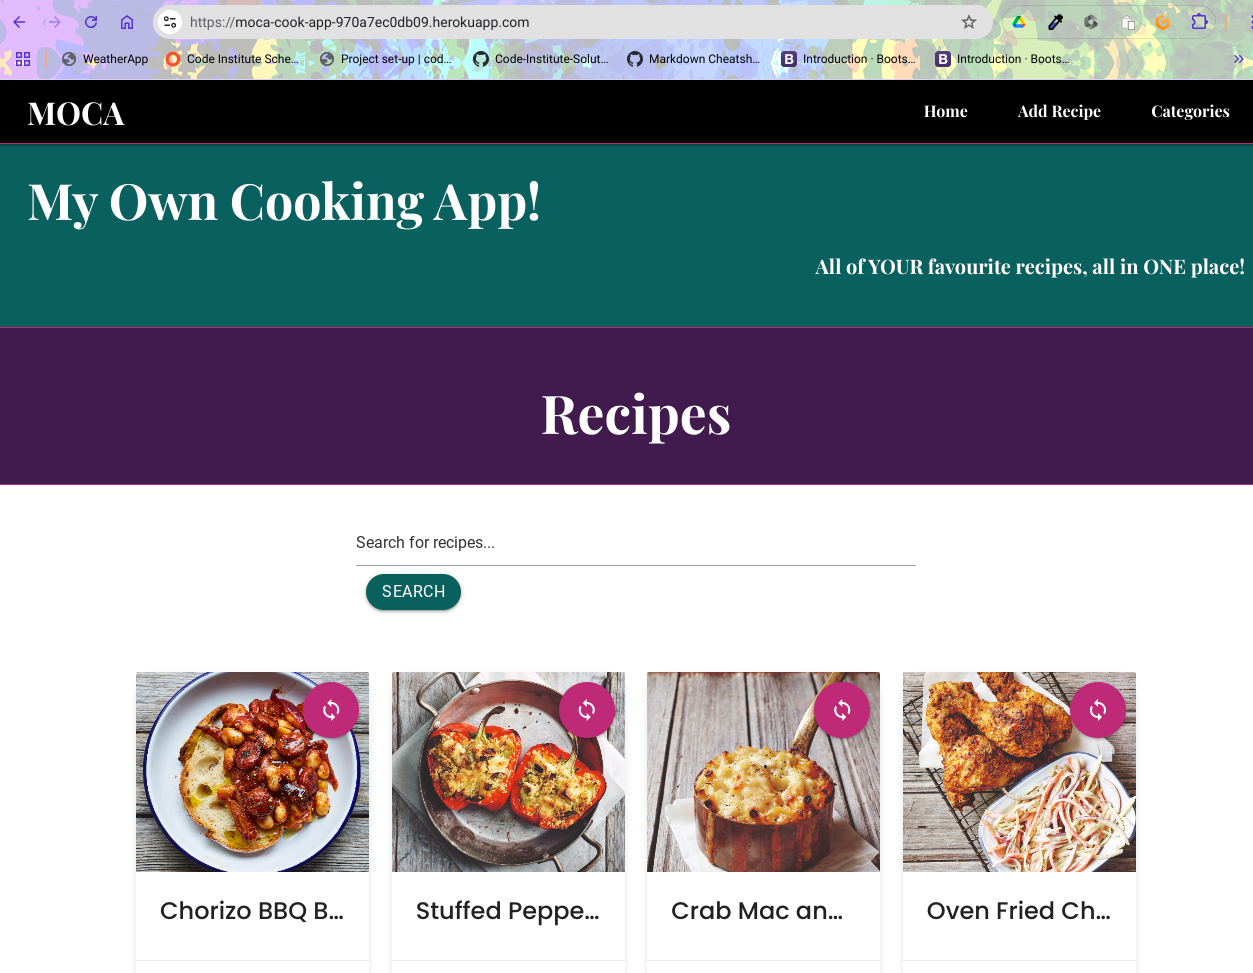 https://moca-cook-app-970a7ec0db09.herokuapp.com
WeatherApp Code Institute Sche... Project set-up | cod... Code-Institute-Solut... Markdown Cheatsh... B Introduction · Boots... B Introduction · Boots... »
MOCA Home Add Recipe Categories
My Own Cooking App!
All of YOUR favourite recipes, all in ONE place!
Recipes
Search for recipes...
SEARCH
Chorizo BBQ B... Stuffed Peppe... Crab Mac an... Oven Fried Ch...